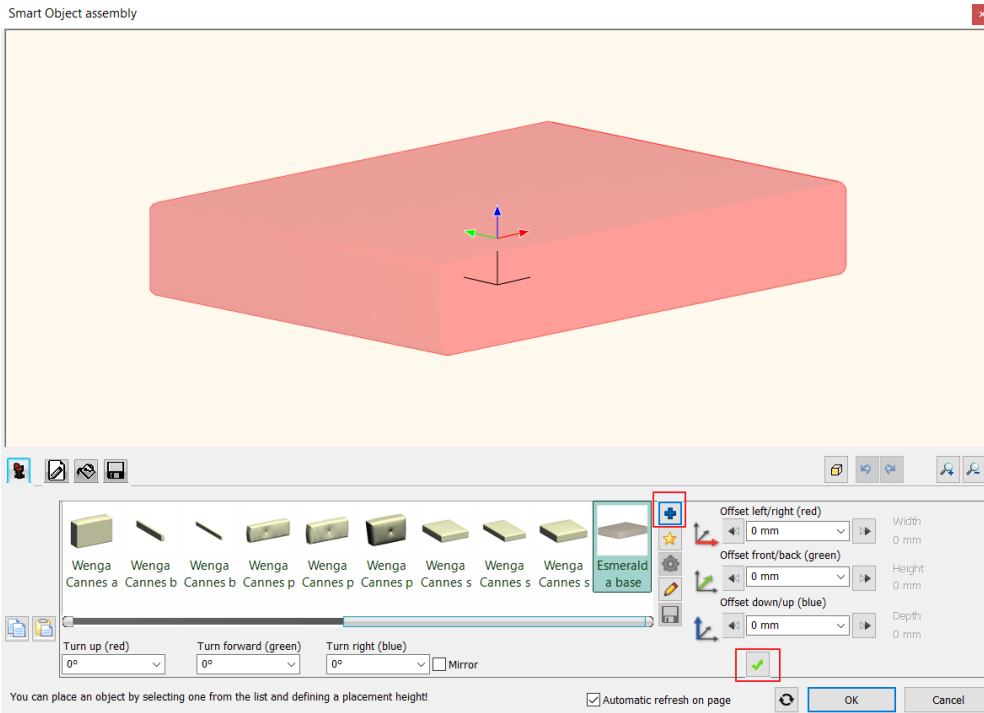 Smart Object assembly
Wenga Cannes a
Wenga Cannes b
Wenga Cannes b
Wenga Cannes p
Wenga Cannes p
Wenga Cannes p
Wenga Cannes s
Wenga Cannes s
Wenga Cannes s
Esmerald a base
Offset left/right (red)
0 mm
Width
0 mm
Offset front/back (green)
0 mm
Height
0 mm
Offset down/up (blue)
0 mm
Depth
0 mm
Turn up (red)
0°
Turn forward (green)
0°
Turn right (blue)
0°
Mirror
You can place an object by selecting one from the list and defining a placement height!
Automatic refresh on page
OK
Cancel